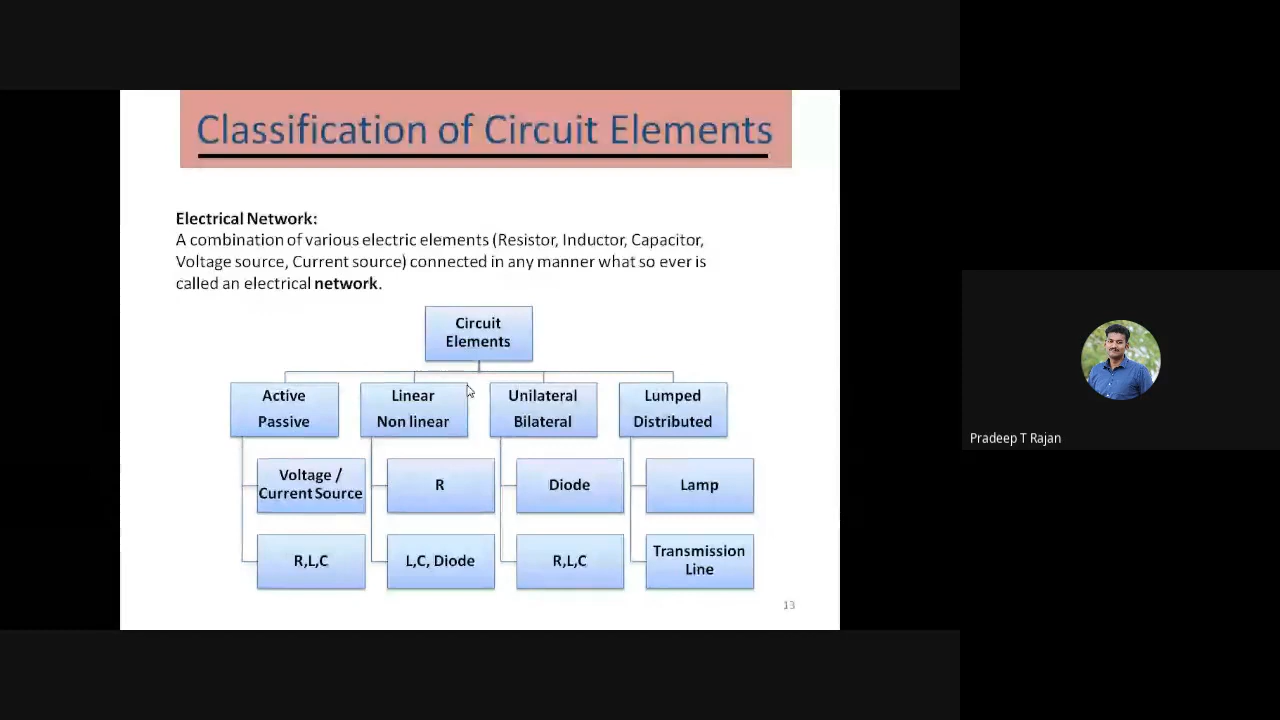 Classification of Circuit Elements
Electrical Network:
A combination of various electric elements (Resistor, Inductor, Capacitor,
Voltage source, Current source) connected in any manner what so ever is
called an electrical network.
Circuit
Elements
Active
Passive
Linear
Non linear
Unilateral
Bilateral
Lumped
Distributed
Voltage /
Current Source
R
Diode
Lamp
R,L,C
L,C, Diode
R,L,C
Transmission
Line
13
Pradeep T Rajan